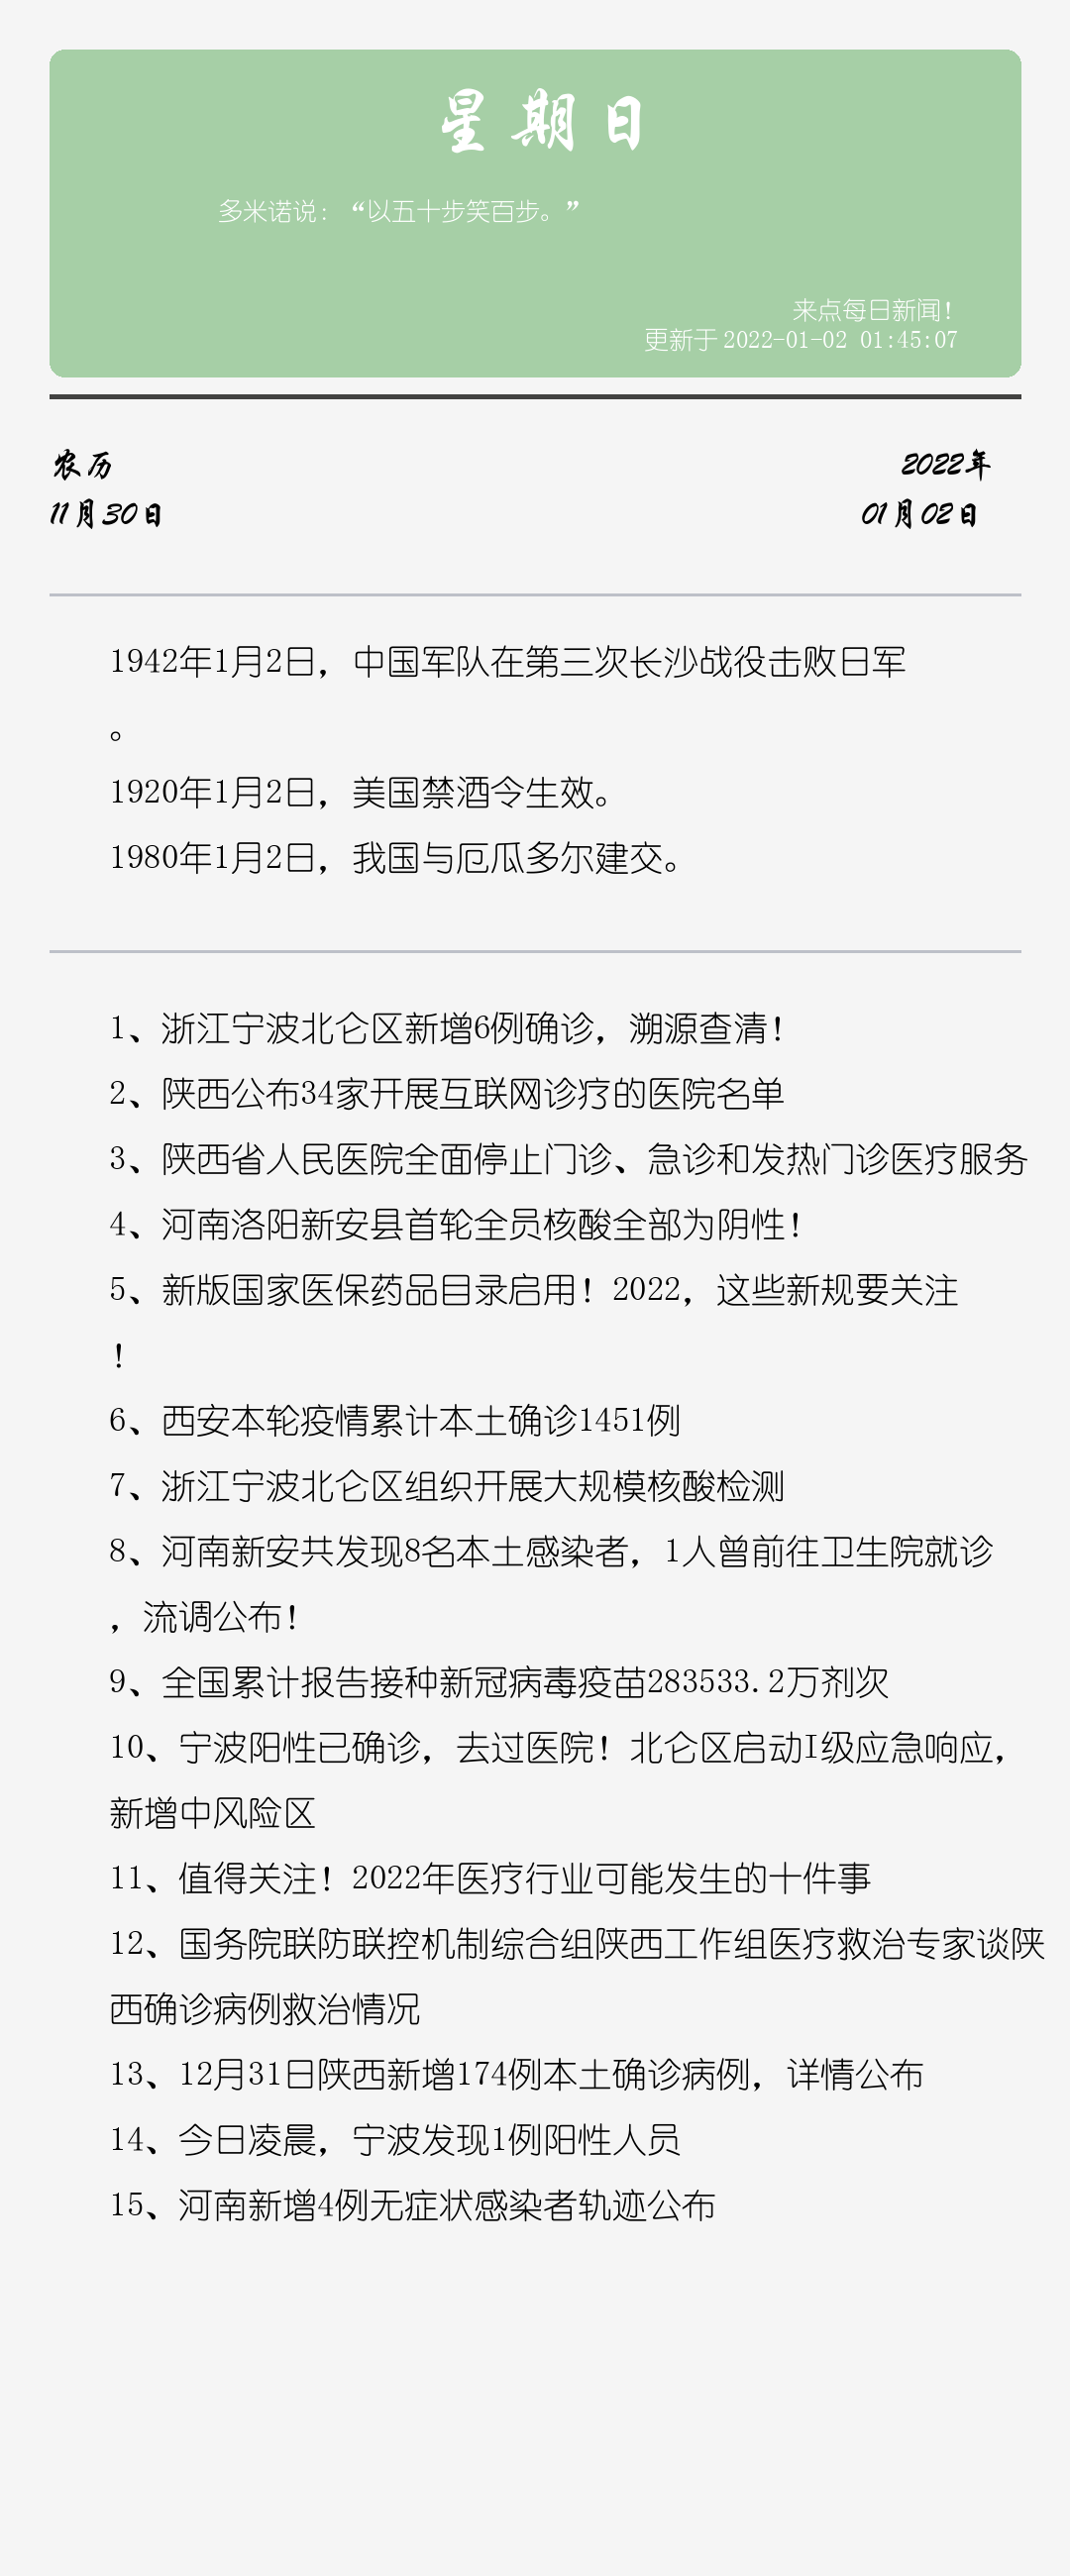 星期日
多米诺说：“以五十步笑百步。”
来点每日新闻！
更新于 2022-01-02 01:45:07
农历
2022年
11月30日
01月02日
1942年1月2日，中国军队在第三次长沙战役击败日军
。
1920年1月2日，美国禁酒令生效。
1980年1月2日，我国与厄瓜多尔建交。
1、浙江宁波北仑区新增6例确诊，溯源查清！
2、陕西公布34家开展互联网诊疗的医院名单
3、陕西省人民医院全面停止门诊、急诊和发热门诊医疗服务
4、河南洛阳新安县首轮全员核酸全部为阴性！
5、新版国家医保药品目录启用！2022，这些新规要关注
！
6、西安本轮疫情累计本土确诊1451例
7、浙江宁波北仑区组织开展大规模核酸检测
8、河南新安共发现8名本土感染者，1人曾前往卫生院就诊
，流调公布！
9、全国累计报告接种新冠病毒疫苗283533.2万剂次
10、宁波阳性已确诊，去过医院！北仑区启动I级应急响应，
新增中风险区
11、值得关注！2022年医疗行业可能发生的十件事
12、国务院联防联控机制综合组陕西工作组医疗救治专家谈陕
西确诊病例救治情况
13、12月31日陕西新增174例本土确诊病例，详情公布
14、今日凌晨，宁波发现1例阳性人员
15、河南新增4例无症状感染者轨迹公布